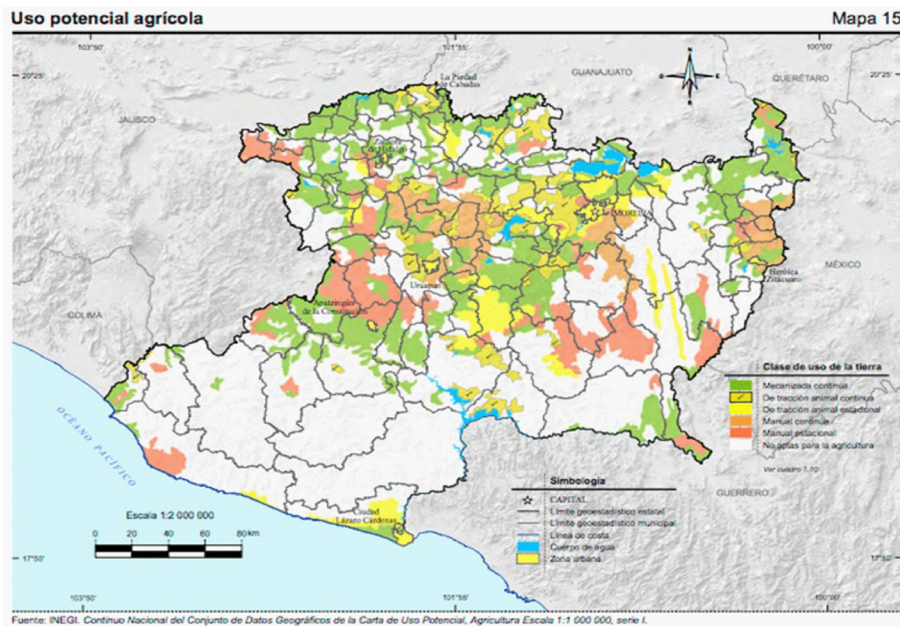 Uso potencial agrícola
Mapa 15
103°50'
101°55'
100°00'
20°25'
20°25'
La Piedad
de Cabadas
GUANAJUATO
QUERÉTARO
N
E
JALISCO
de Hidalgo
MORELIA
MÉXICO
Heróica
Zitácuaro
Uruapan
Apatzingán
de la Constitución
COLIMA
OCÉANO PACÍFICO
Clase de uso de la tierra
Mecanizada continua
De tracción animal continua
De tracción animal estacional
Manual continua
Manual estacional
No aptas para la agricultura
Ver cuadro 1.10
GUERRERO
Simbología
CAPITAL
Límite geoestadístico estatal
Límite geoestadístico municipal
Línea de costa
Cuerpo de agua
Zona urbana
Ciudad
Lázaro Cárdenas
Escala 1:2 000 000
0 20 40 60 80 km
17°50'
17°50'
103°50'
101°55'
100°00'
Fuente: INEGI. Continuo Nacional del Conjunto de Datos Geográficos de la Carta de Uso Potencial, Agricultura Escala 1:1 000 000, serie I.